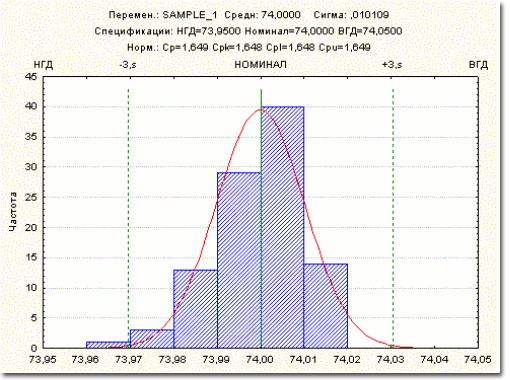 Перемен.: SAMPLE_1 Средн: 74,0000 Сигма: ,010109
Спецификации: НГД=73,9500 Номинал=74,0000 ВГД=74,0500
Норм.: Cp=1,649 Cpk=1,648 Cpl=1,648 Cpu=1,649
НГД -3,s НОМИНАЛ +3,s ВГД
45
40
35
30
25
20
15
10
5
0
Частота
73,95 73,96 73,97 73,98 73,99 74,00 74,01 74,02 74,03 74,04 74,05